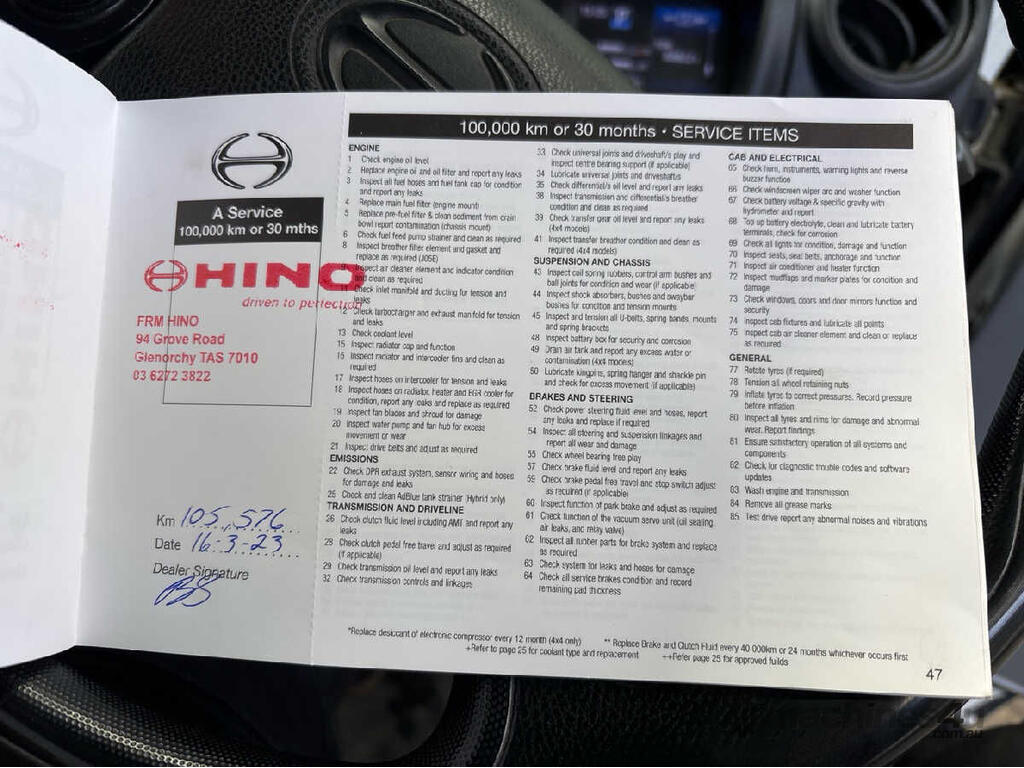 A Service
100,000 km or 30 mths
HINO
driven to perfection
FRM HINO
94 Grove Road
Glenorchy TAS 7010
03 6272 3822
Km 105,576
Date 16-3-23
Dealer Signature
100,000 km or 30 months • SERVICE ITEMS
ENGINE
1 Check engine oil level
2 Replace engine oil and oil filter and report any leaks
3 Inspect all fuel hoses and fuel tank cap for condition
and report any leaks
4 Replace main fuel filter (engine mount)
5 Replace pre-fuel filter & clean sediment from drain
bowl report contamination (chassis mount)
6 Check fuel feed pump strainer and clean as required
8 Inspect breather filter element and gasket and
replace as required (J05E)
Inspect air cleaner element and indicator condition
and clean as required
Check inlet manifold and ducting for tension and
leaks
12 Check turbocharger and exhaust manifold for tension
and leaks
13 Check coolant level
15 Inspect radiator cap and function
16 Inspect radiator and intercooler fins and clean as
required
17 Inspect hoses on intercooler for tension and leaks
18 Inspect hoses on radiator, heater and EGR cooler for
condition, report any leaks and replace as required
19 Inspect fan blades and shroud for damage
20 Inspect water pump and fan hub for excess
movement or wear
21 Inspect drive belts and adjust as required
EMISSIONS
22 Check DPR exhaust system, sensor wiring and hoses
for damage and leaks
25 Check and clean AdBlue tank strainer (Hybrid only)
TRANSMISSION AND DRIVELINE
26 Check clutch fluid level including AMT and report any
leaks
28 Check clutch pedal free travel and adjust as required
(if applicable)
29 Check transmission oil level and report any leaks
32 Check transmission controls and linkages
33 Check universal joints and driveshaft/s play and
inspect centre bearing support (if applicable)
34 Lubricate universal joints and driveshafts
35 Check differential/s oil level and report any leaks
38 Inspect transmission and differential/s breather
condition and clean as required
39 Check transfer gear oil level and report any leaks
(4x4 models)
41 Inspect transfer breather condition and clean as
required (4x4 models)
SUSPENSION AND CHASSIS
43 Inspect coil spring rubbers, control arm bushes and
ball joints for condition and wear (if applicable)
44 Inspect shock absorbers, bushes and swaybar
bushes for condition and tension mounts
45 Inspect and tension all U-bolts, spring bands, mounts
and spring brackets
48 Inspect battery box for security and corrosion
49 Drain air tank and report any excess water or
contamination (4x4 models)
50 Lubricate kingpins, spring hanger and shackle pin
and check for excess movement (if applicable)
BRAKES AND STEERING
52 Check power steering fluid level and hoses, report
any leaks and replace if required
54 Inspect all steering and suspension linkages and
report all wear and damage
55 Check wheel bearing free play
57 Check brake fluid level and report any leaks
59 Check brake pedal free travel and stop switch adjust
as required (if applicable)
60 Inspect function of park brake and adjust as required
61 Check function of the vacuum servo unit (oil sealing
air leaks, and relay valve)
62 Inspect all rubber parts for brake system and replace
as required
63 Check system for leaks and hoses for damage
64 Check all service brakes condition and record
remaining pad thickness
CAB AND ELECTRICAL
65 Check horn, instruments, warning lights and reverse
buzzer function
66 Check windscreen wiper arc and washer function
67 Check battery voltage & specific gravity with
hydrometer and report
68 Top up battery electrolyte, clean and lubricate battery
terminals, check for corrosion
69 Check all lights for condition, damage and function
70 Inspect seats, seat belts, anchorage and function
71 Inspect air conditioner and heater function
72 Inspect mudflaps and marker plates for condition and
damage
73 Check windows, doors and door mirrors function and
security
74 Inspect cab fixtures and lubricate all points
75 Inspect cab air cleaner element and clean or replace
as required
GENERAL
77 Rotate tyres (if required)
78 Tension all wheel retaining nuts
79 Inflate tyres to correct pressures. Record pressure
before inflation
80 Inspect all tyres and rims for damage and abnormal
wear. Report findings
81 Ensure satisfactory operation of all systems and
components
82 Check for diagnostic trouble codes and software
updates
83 Wash engine and transmission
84 Remove all grease marks
85 Test drive report any abnormal noises and vibrations
*Replace desiccant of electronic compressor every 12 month (4x4 only) ** Replace Brake and Clutch Fluid every 40 000km or 24 months whichever occurs first
+Refer to page 25 for coolant type and replacement ++Refer page 25 for approved fuilds
47
.com.au